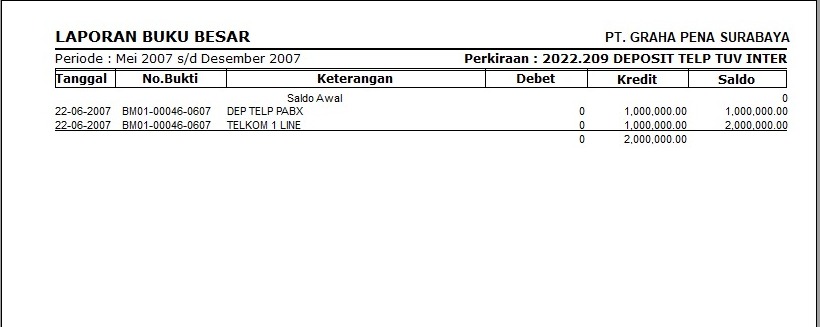 LAPORAN BUKU BESAR PT. GRAHA PENA SURABAYA
Periode : Mei 2007 s/d Desember 2007 Perkiraan : 2022.209 DEPOSIT TELP TUV INTER
Tanggal No.Bukti Keterangan Debet Kredit Saldo
Saldo Awal 0
22-06-2007 BM01-00046-0607 DEP TELP PABX 0 1,000,000.00 1,000,000.00
22-06-2007 BM01-00046-0607 TELKOM 1 LINE 0 1,000,000.00 2,000,000.00
0 2,000,000.00